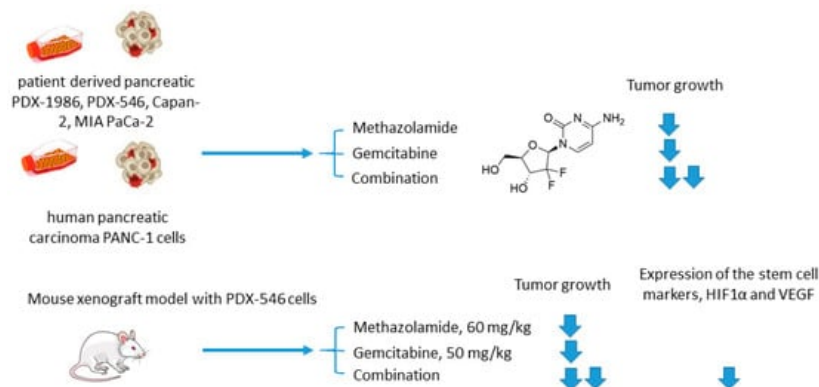 patient derived pancreatic
PDX-1986, PDX-546, Capan-
2, MIA PaCa-2
human pancreatic
carcinoma PANC-1 cells
Methazolamide
Gemcitabine
Combination
O
N
NH₂
O
N
HO
HO
F
F
Tumor growth
Mouse xenograft model with PDX-546 cells
Methazolamide, 60 mg/kg
Gemcitabine, 50 mg/kg
Combination
Tumor growth
Expression of the stem cell
markers, HIF1α and VEGF